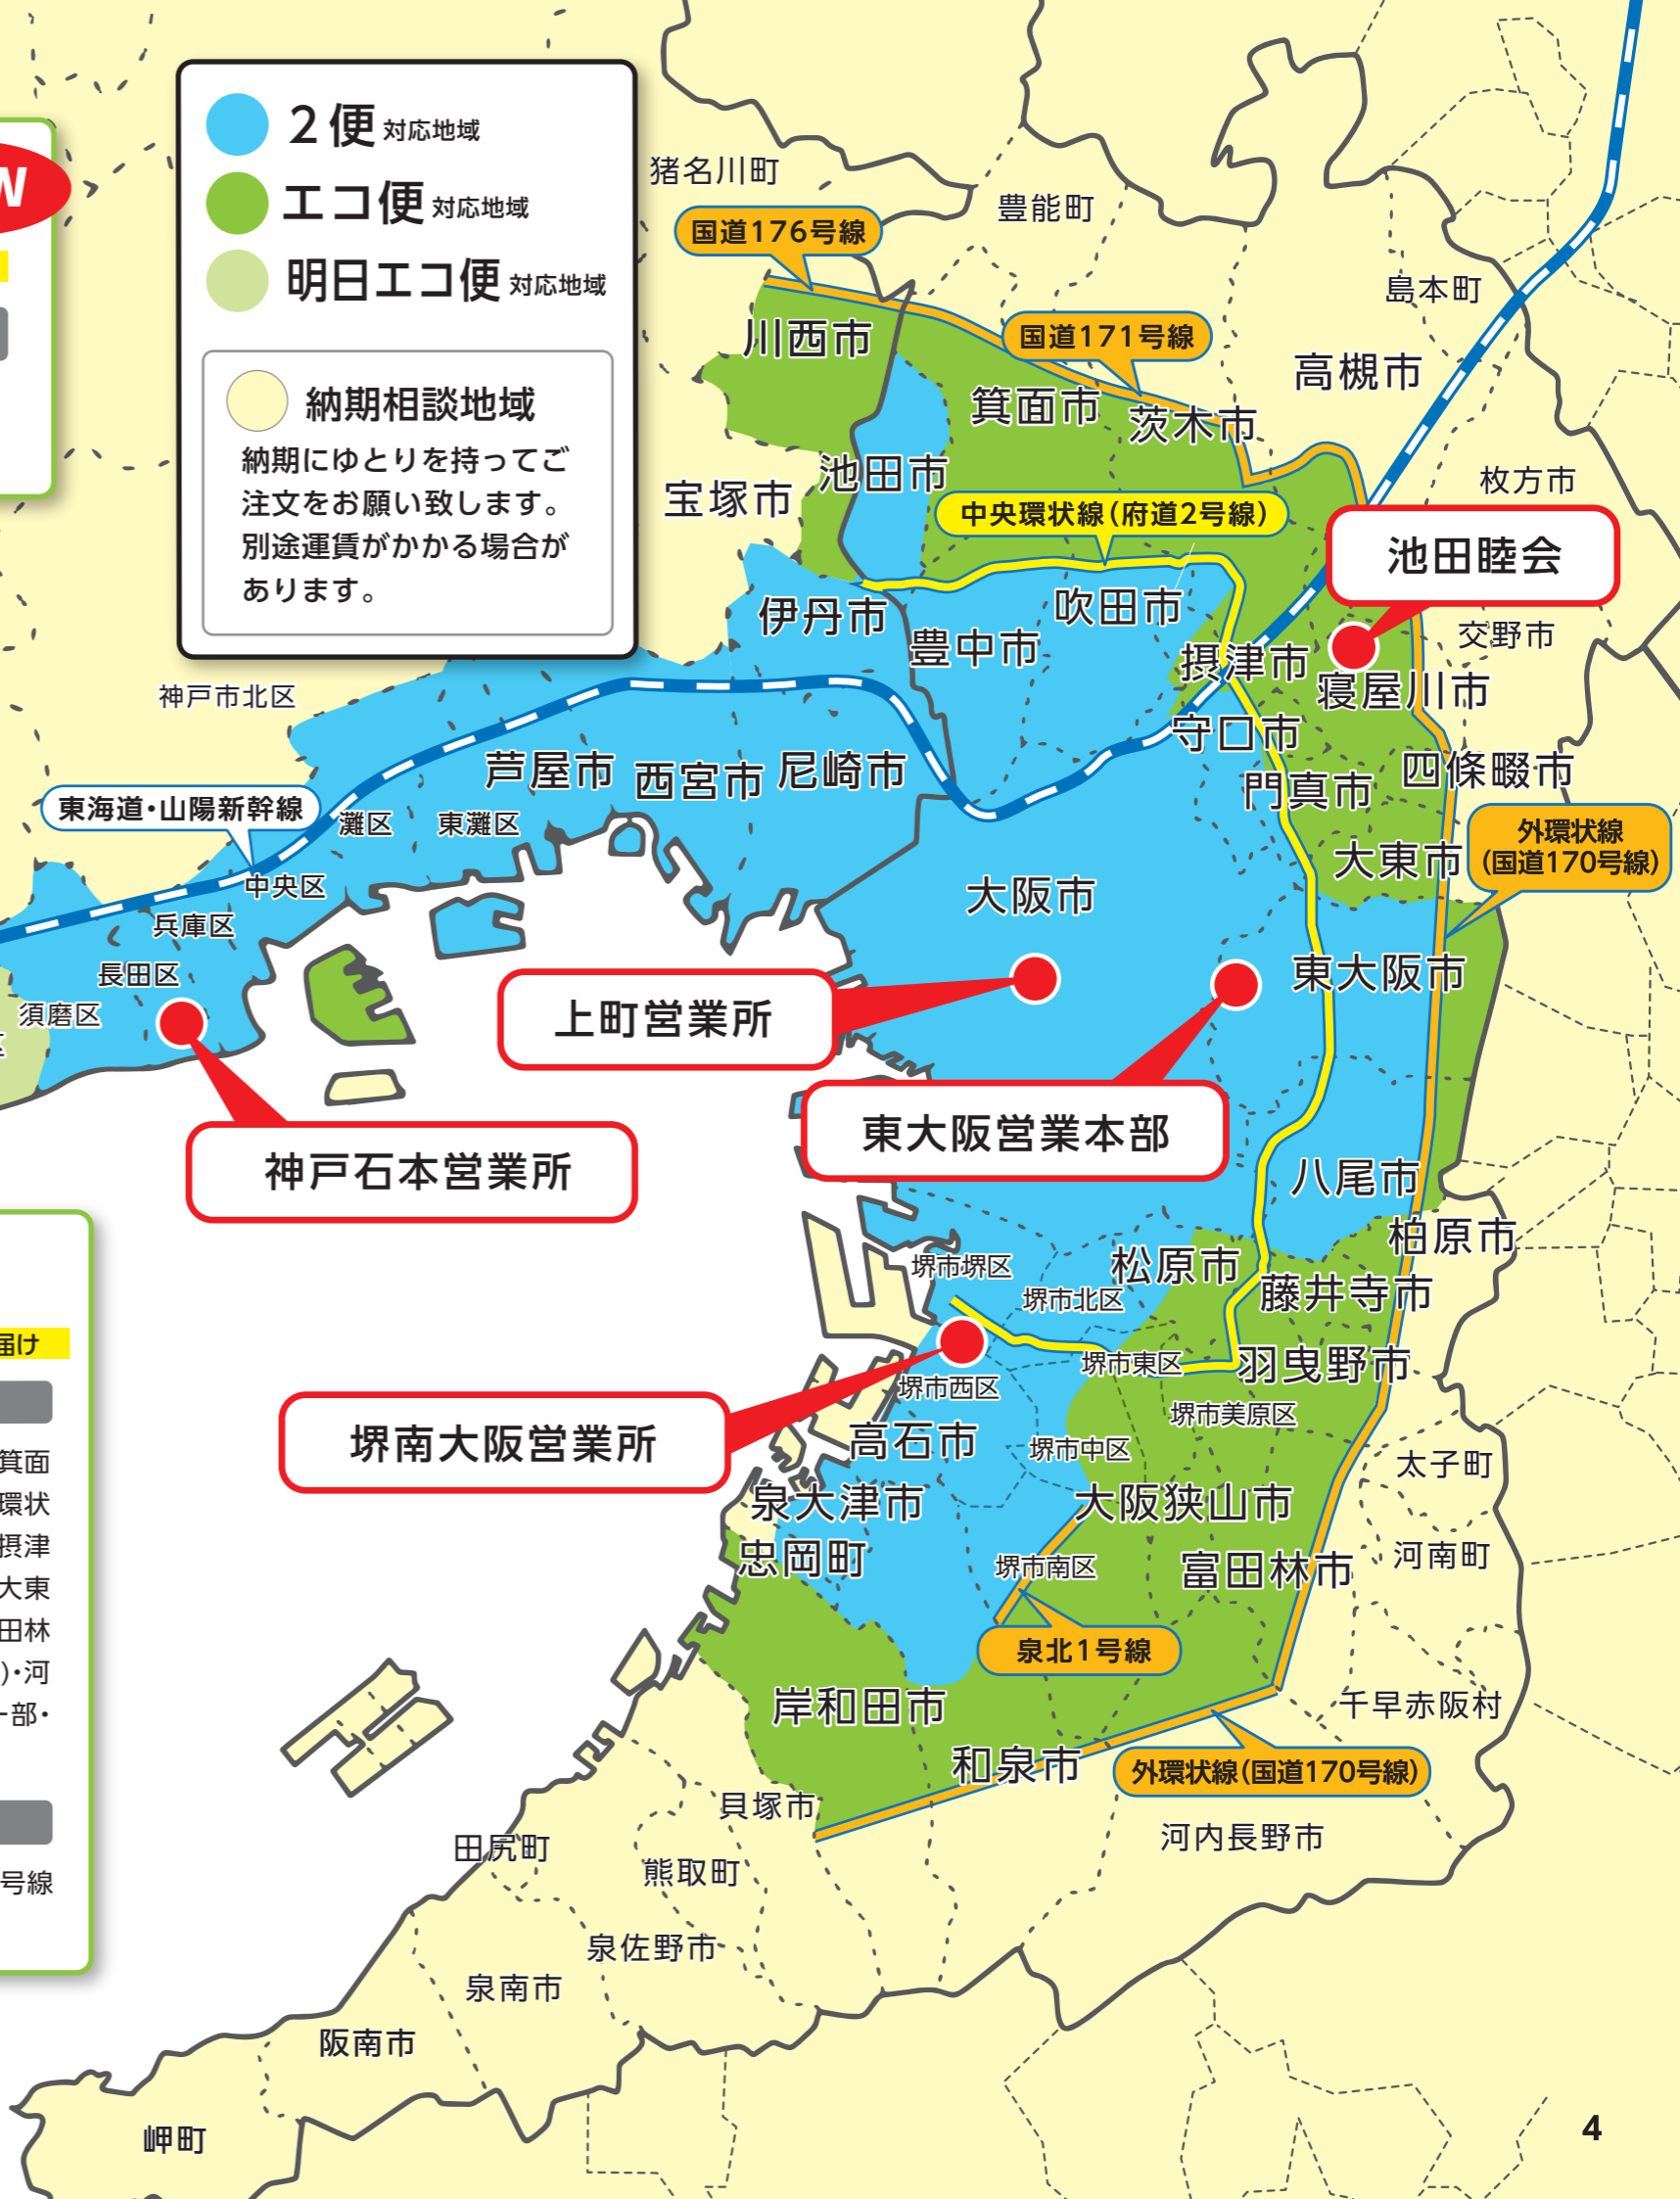 W
2便 対応地域
エコ便 対応地域
明日エコ便 対応地域
納期相談地域
納期にゆとりを持ってご
注文をお願い致します。
別途運賃がかかる場合が
あります。
猪名川町
豊能町
国道176号線
島本町
川西市
国道171号線
高槻市
箕面市
茨木市
池田市
宝塚市
枚方市
中央環状線(府道2号線)
池田睦会
伊丹市
吹田市
豊中市
交野市
摂津市
寝屋川市
神戸市北区
守口市
芦屋市
西宮市
尼崎市
門真市
四條畷市
東海道・山陽新幹線
灘区
東灘区
外環状線
(国道170号線)
大東市
中央区
大阪市
兵庫区
長田区
東大阪市
須磨区
上町営業所
東大阪営業本部
神戸石本営業所
八尾市
柏原市
堺市堺区
松原市
堺市北区
藤井寺市
届け
堺市東区
羽曳野市
堺市西区
堺市美原区
堺南大阪営業所
高石市
堺市中区
箕面
太子町
泉大津市
大阪狭山市
環状
摂津
忠岡町
堺市南区
富田林市
河南町
大東
田林
泉北1号線
)・河
岸和田市
千早赤阪村
一部・
和泉市
外環状線(国道170号線)
貝塚市
田尻町
河内長野市
熊取町
号線
泉佐野市
泉南市
阪南市
岬町
4